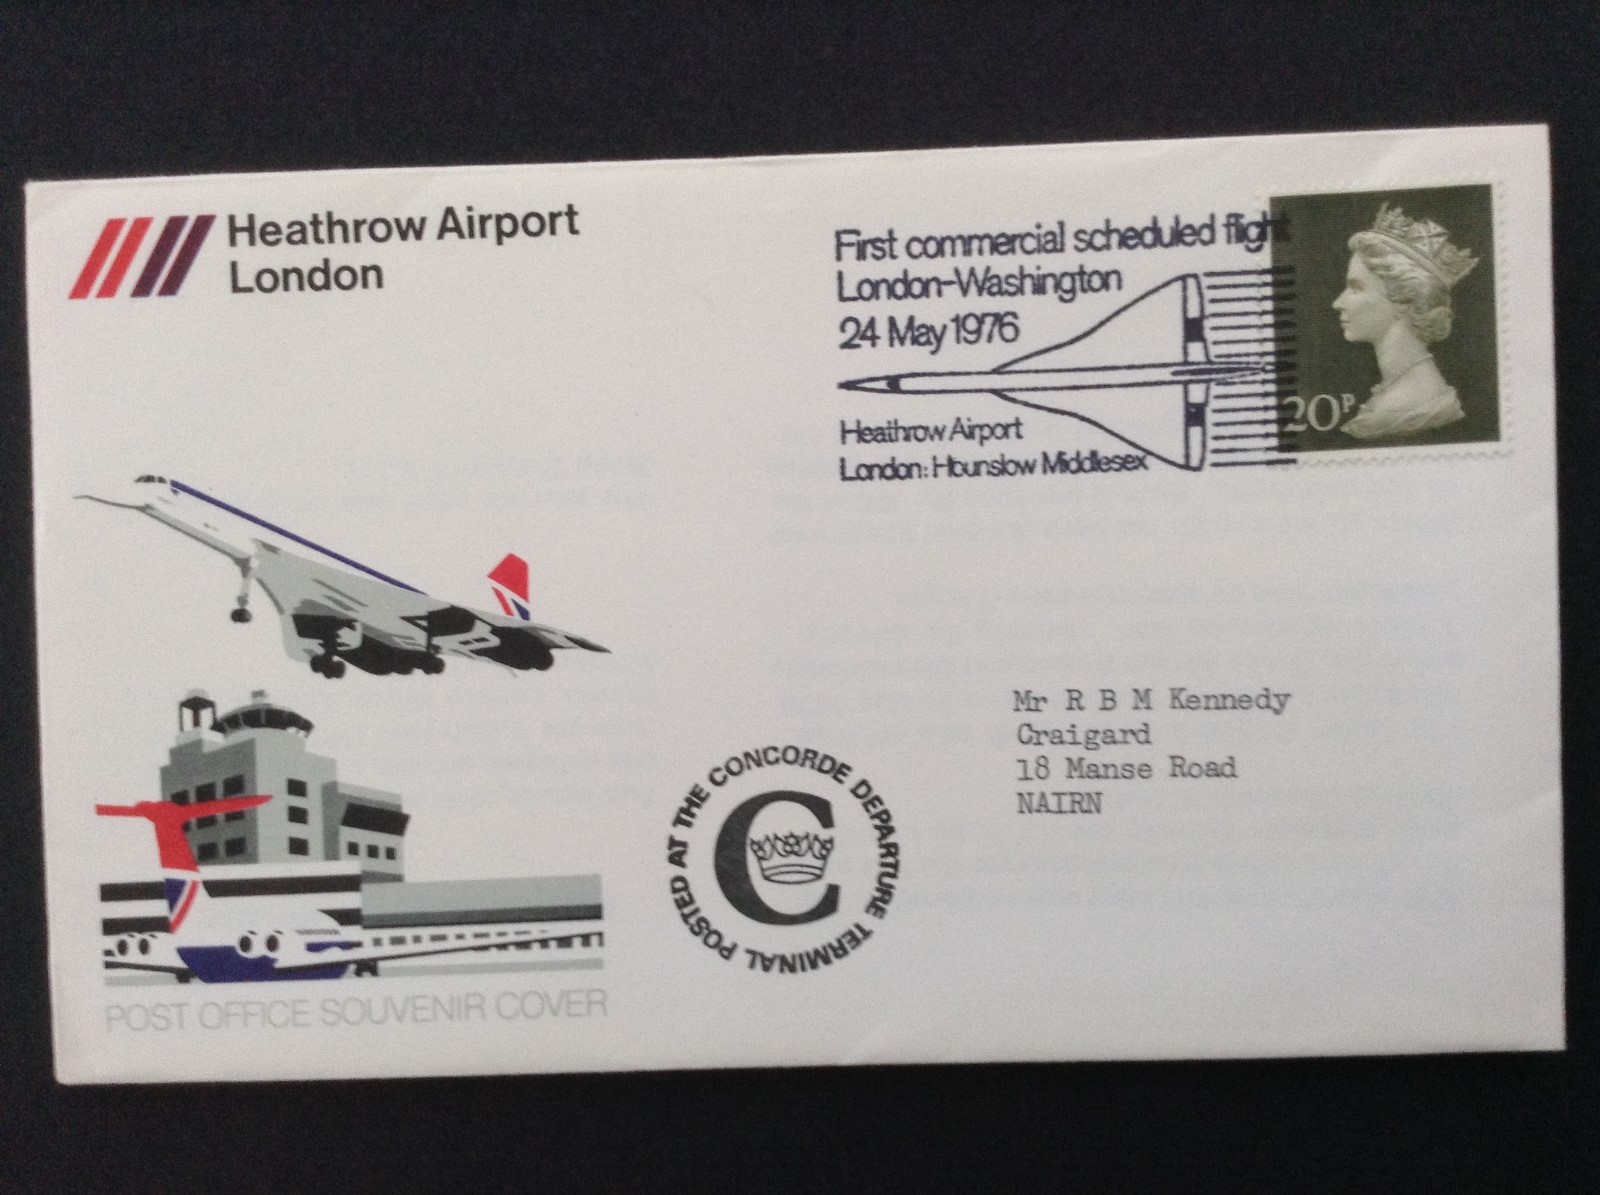 Heathrow Airport
London
First commercial scheduled flight
London-Washington
24 May 1976
Heathrow Airport
London: Hounslow Middlesex
20P
Mr R B M Kennedy
Craigard
18 Manse Road
NAIRN
POSTED AT THE CONCORDE DEPARTURE TERMINAL
C
POST OFFICE SOUVENIR COVER